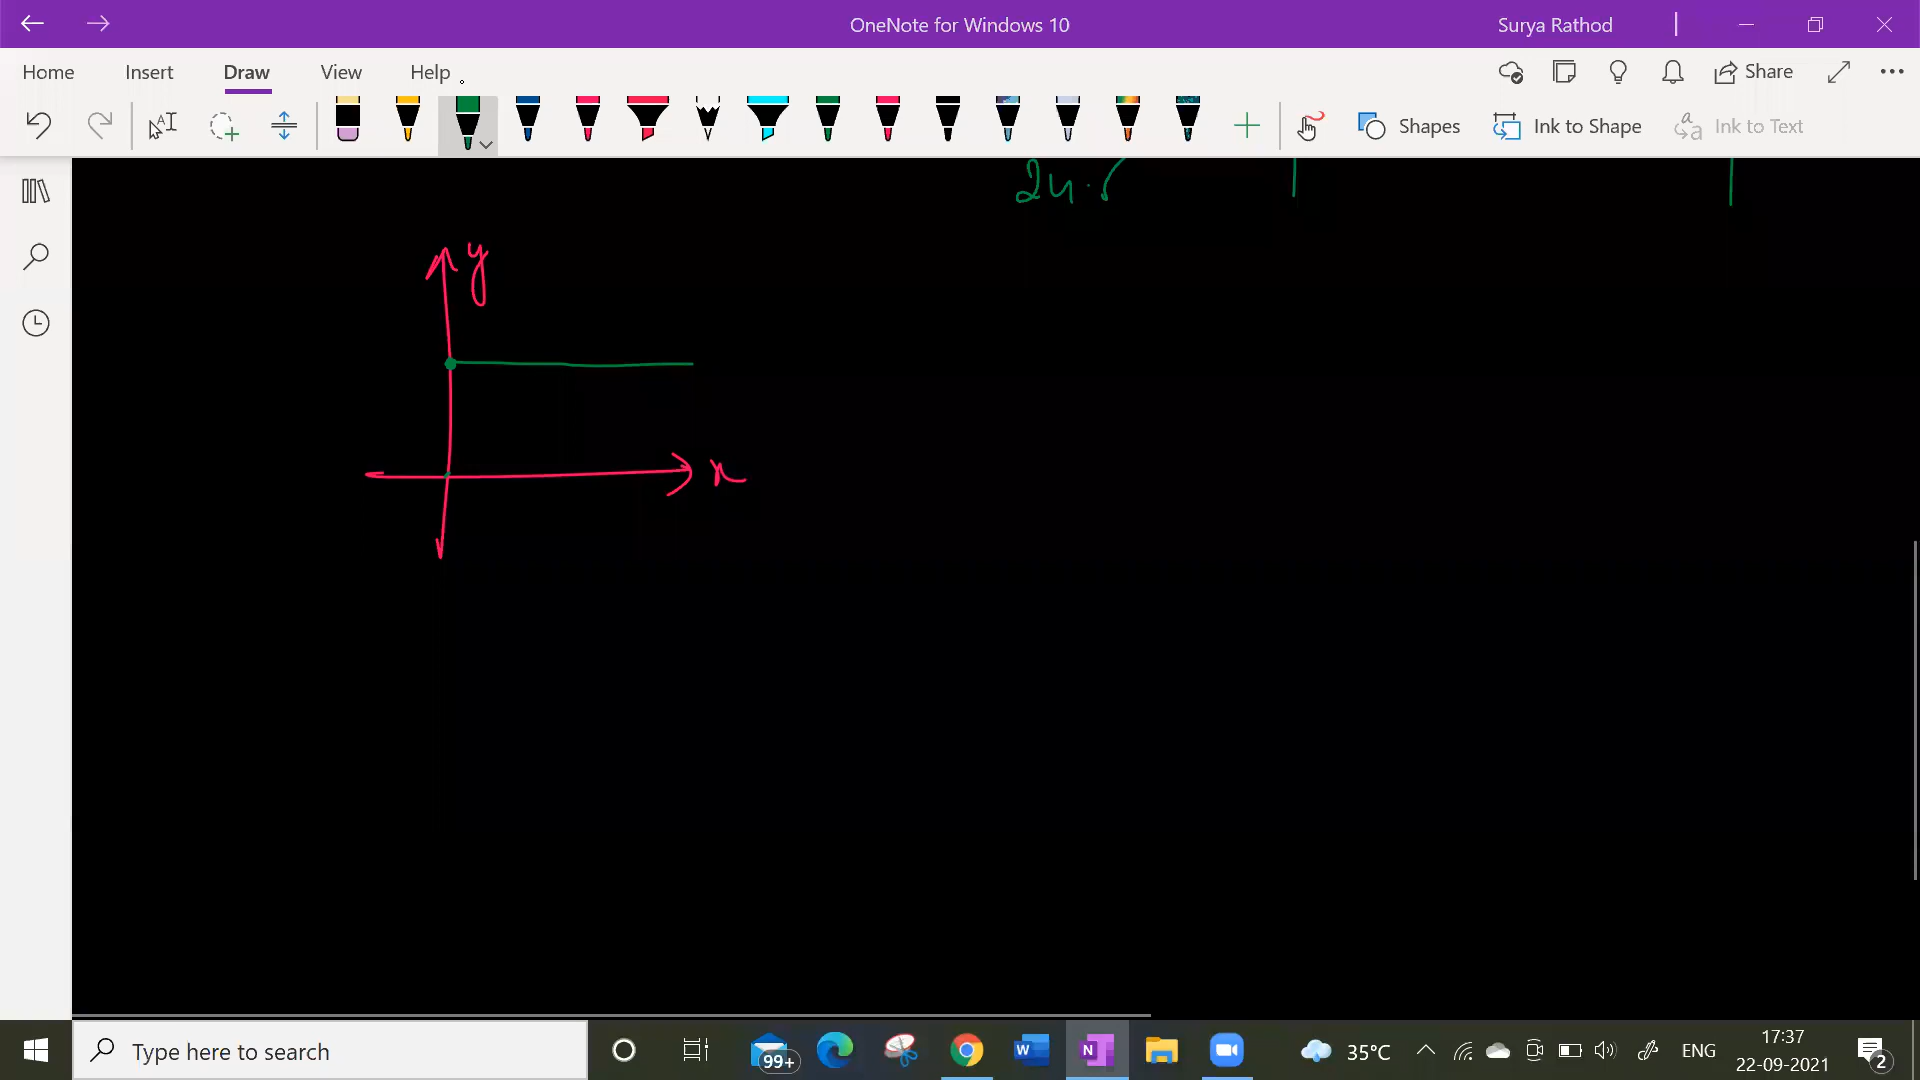 OneNote for Windows 10
Surya Rathod
Home Insert Draw View Help
Share
Shapes Ink to Shape Ink to Text
y
x
Type here to search
99+
35°C
ENG
17:37
22-09-2021
2